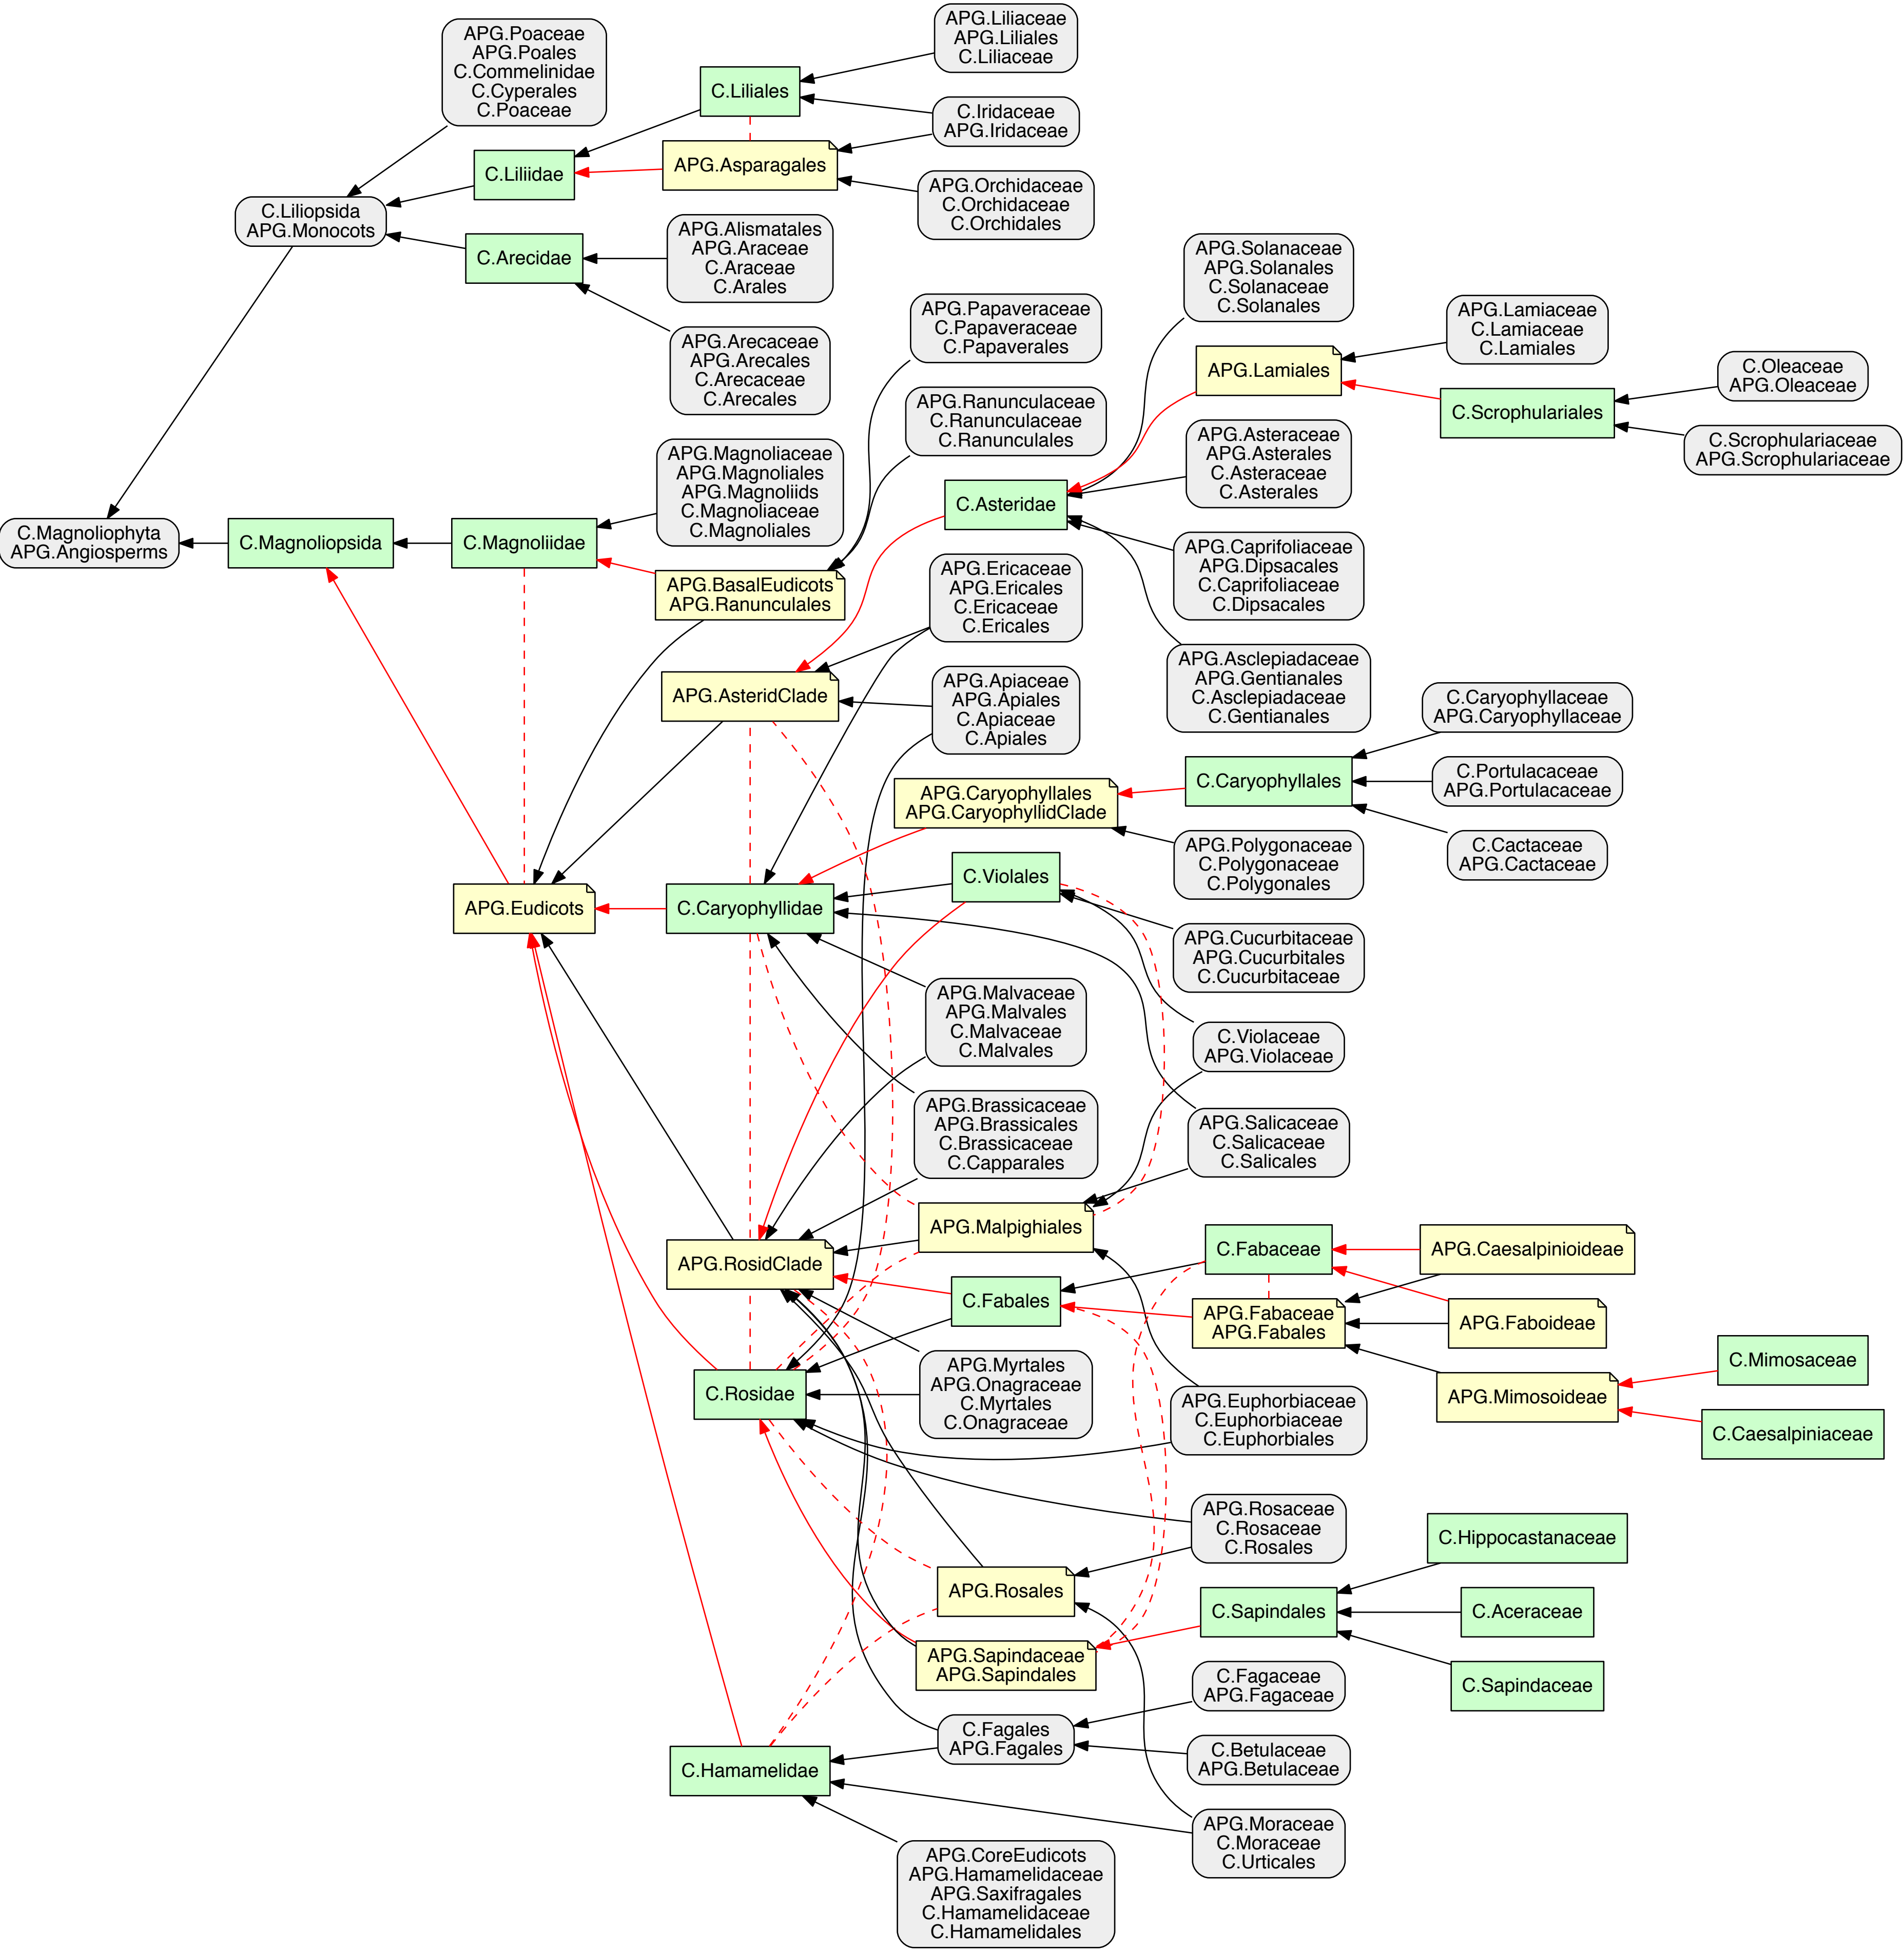 APG.Poaceae
APG.Poales
C.Commelinidae
C.Cyperales
C.Poaceae
C.Liliales
APG.Liliaceae
APG.Liliales
C.Liliaceae
C.Iridaceae
APG.Iridaceae
C.Liliidae
APG.Asparagales
APG.Orchidaceae
C.Orchidaceae
C.Orchidales
C.Liliopsida
APG.Monocots
C.Arecidae
APG.Alismatales
APG.Araceae
C.Araceae
C.Arales
APG.Arecaceae
APG.Arecales
C.Arecaceae
C.Arecales
APG.Papaveraceae
C.Papaveraceae
C.Papaverales
APG.Solanaceae
APG.Solanales
C.Solanaceae
C.Solanales
APG.Lamiaceae
C.Lamiaceae
C.Lamiales
APG.Lamiales
C.Oleaceae
APG.Oleaceae
C.Scrophulariales
C.Scrophulariaceae
APG.Scrophulariaceae
APG.Ranunculaceae
C.Ranunculaceae
C.Ranunculales
APG.Asteraceae
APG.Asterales
C.Asteraceae
C.Asterales
APG.Magnoliaceae
APG.Magnoliales
APG.Magnoliids
C.Magnoliaceae
C.Magnoliales
C.Asteridae
C.Magnoliophyta
APG.Angiosperms
C.Magnoliopsida
C.Magnoliidae
APG.BasalEudicots
APG.Ranunculales
APG.Caprifoliaceae
APG.Dipsacales
C.Caprifoliaceae
C.Dipsacales
APG.Ericaceae
APG.Ericales
C.Ericaceae
C.Ericales
APG.AsteridClade
APG.Apiaceae
APG.Apiales
C.Apiaceae
C.Apiales
APG.Asclepiadaceae
APG.Gentianales
C.Asclepiadaceae
C.Gentianales
C.Caryophyllaceae
APG.Caryophyllaceae
APG.Caryophyllales
APG.CaryophyllidClade
C.Caryophyllales
C.Portulacaceae
APG.Portulacaceae
APG.Polygonaceae
C.Polygonaceae
C.Polygonales
C.Cactaceae
APG.Cactaceae
C.Violales
APG.Eudicots
C.Caryophyllidae
APG.Cucurbitaceae
APG.Cucurbitales
C.Cucurbitaceae
APG.Malvaceae
APG.Malvales
C.Malvaceae
C.Malvales
C.Violaceae
APG.Violaceae
APG.Brassicaceae
APG.Brassicales
C.Brassicaceae
C.Capparales
APG.Salicaceae
C.Salicaceae
C.Salicales
APG.Malpighiales
APG.RosidClade
C.Fabaceae
APG.Caesalpinioideae
C.Fabales
APG.Fabaceae
APG.Fabales
APG.Faboideae
C.Mimosaceae
C.Rosidae
APG.Myrtales
APG.Onagraceae
C.Myrtales
C.Onagraceae
APG.Euphorbiaceae
C.Euphorbiaceae
C.Euphorbiales
APG.Mimosoideae
C.Caesalpiniaceae
APG.Rosaceae
C.Rosaceae
C.Rosales
C.Hippocastanaceae
APG.Rosales
C.Sapindales
C.Aceraceae
APG.Sapindaceae
APG.Sapindales
C.Sapindaceae
C.Fagaceae
APG.Fagaceae
C.Fagales
APG.Fagales
C.Hamamelidae
C.Betulaceae
APG.Betulaceae
APG.Moraceae
C.Moraceae
C.Urticales
APG.CoreEudicots
APG.Hamamelidaceae
APG.Saxifragales
C.Hamamelidaceae
C.Hamamelidales